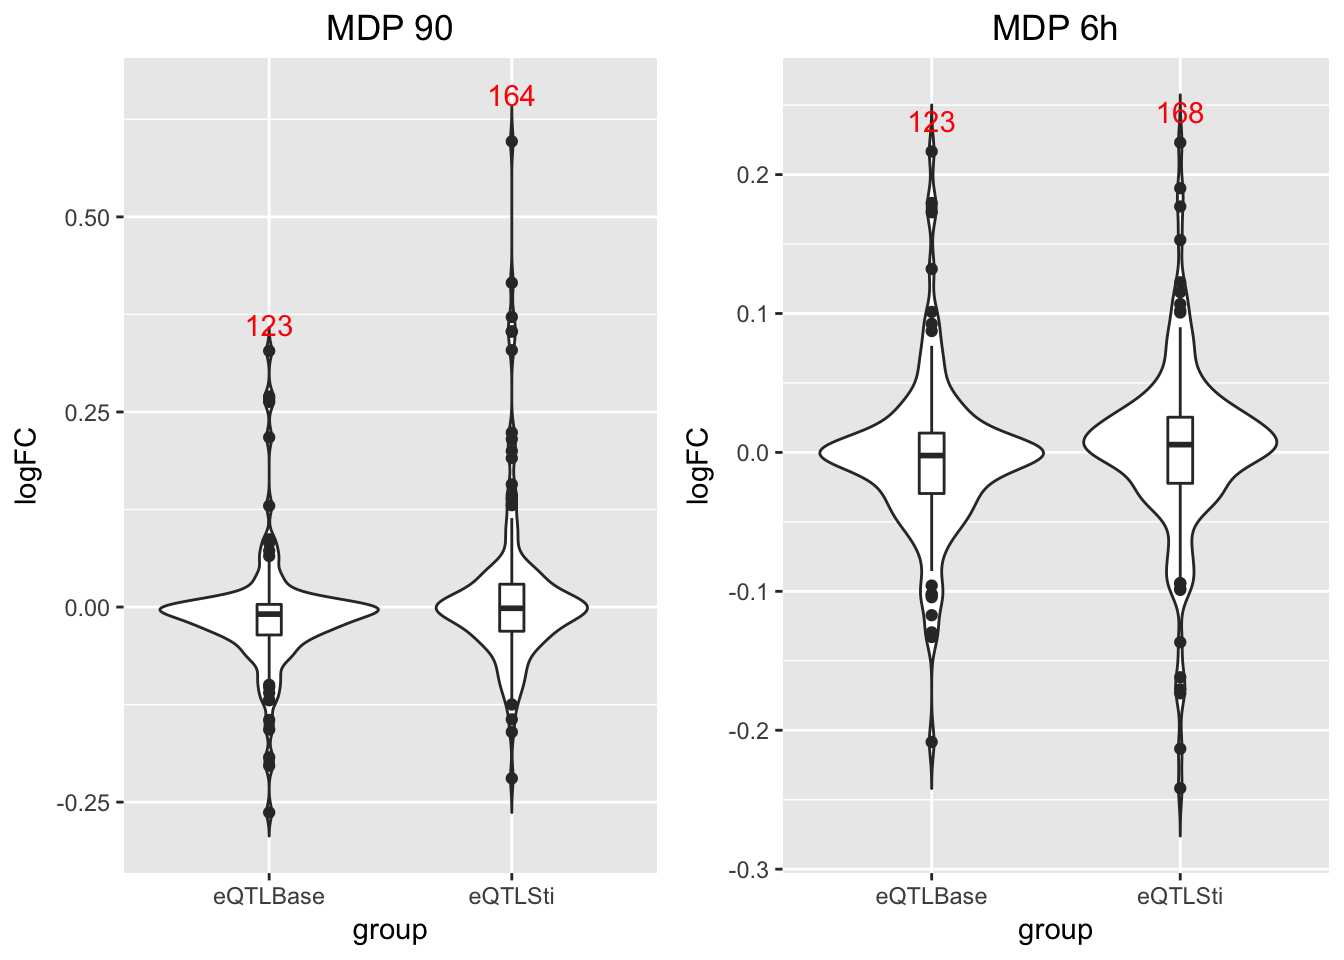 MDP 90
164
123
0.50
0.25
0.00
-0.25
logFC
eQTLBase
eQTLSti
group
MDP 6h
123
168
0.2
0.1
0.0
-0.1
-0.2
-0.3
logFC
eQTLBase
eQTLSti
group